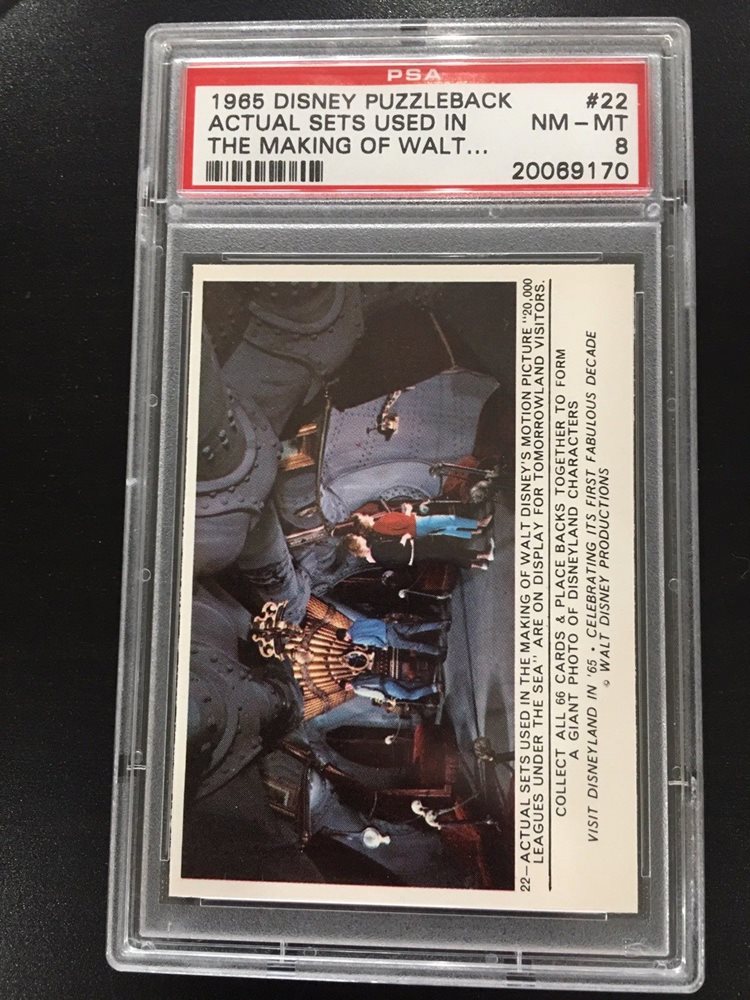 PSA
1965 DISNEY PUZZLEBACK #22
ACTUAL SETS USED IN NM - MT
THE MAKING OF WALT... 8
20069170
22—ACTUAL SETS USED IN THE MAKING OF WALT DISNEY'S MOTION PICTURE "20,000
LEAGUES UNDER THE SEA" ARE ON DISPLAY FOR TOMORROWLAND VISITORS.
COLLECT ALL 66 CARDS & PLACE BACKS TOGETHER TO FORM
A GIANT PHOTO OF DISNEYLAND CHARACTERS
VISIT DISNEYLAND IN '65 • CELEBRATING ITS FIRST FABULOUS DECADE
© WALT DISNEY PRODUCTIONS